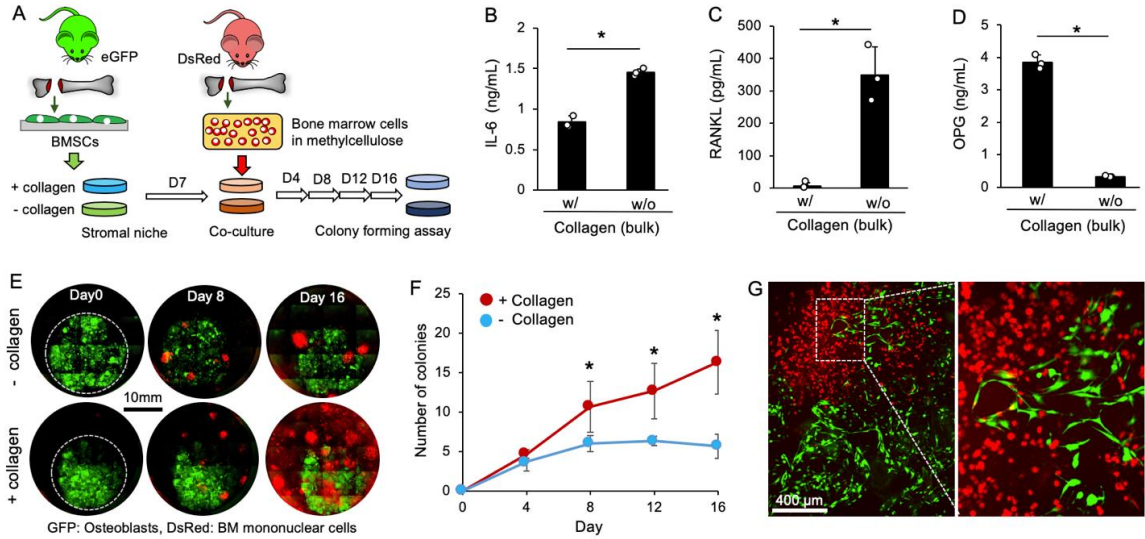 A
eGFP
DsRed
BMSCs
Bone marrow cells
in methylcellulose
+ collagen
- collagen
D7
D4
D8
D12
D16
Stromal niche
Co-culture
Colony forming assay
B
IL-6 (ng/mL)
2
1.5
1
0.5
0
*
w/
w/o
Collagen (bulk)
C
RANKL (pg/mL)
500
400
300
200
100
0
*
w/
w/o
Collagen (bulk)
D
OPG (ng/mL)
5
4
3
2
1
0
*
w/
w/o
Collagen (bulk)
E
Day0
Day 8
Day 16
- collagen
10mm
+ collagen
GFP: Osteoblasts, DsRed: BM mononuclear cells
F
Number of colonies
25
20
15
10
5
0
+ Collagen
- Collagen
*
*
*
0
4
8
12
16
Day
G
400 µm